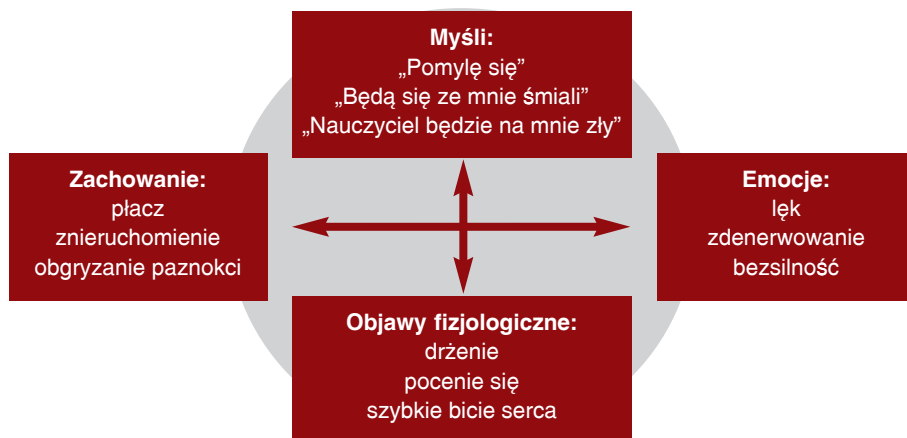 Myśli:
„Pomylę się”
„Będą się ze mnie śmiali”
„Nauczyciel będzie na mnie zły”
Zachowanie:
płacz
znieruchomienie
obgryzanie paznokci
Emocje:
lęk
zdenerwowanie
bezsilność
Objawy fizjologiczne:
drżenie
pocenie się
szybkie bicie serca